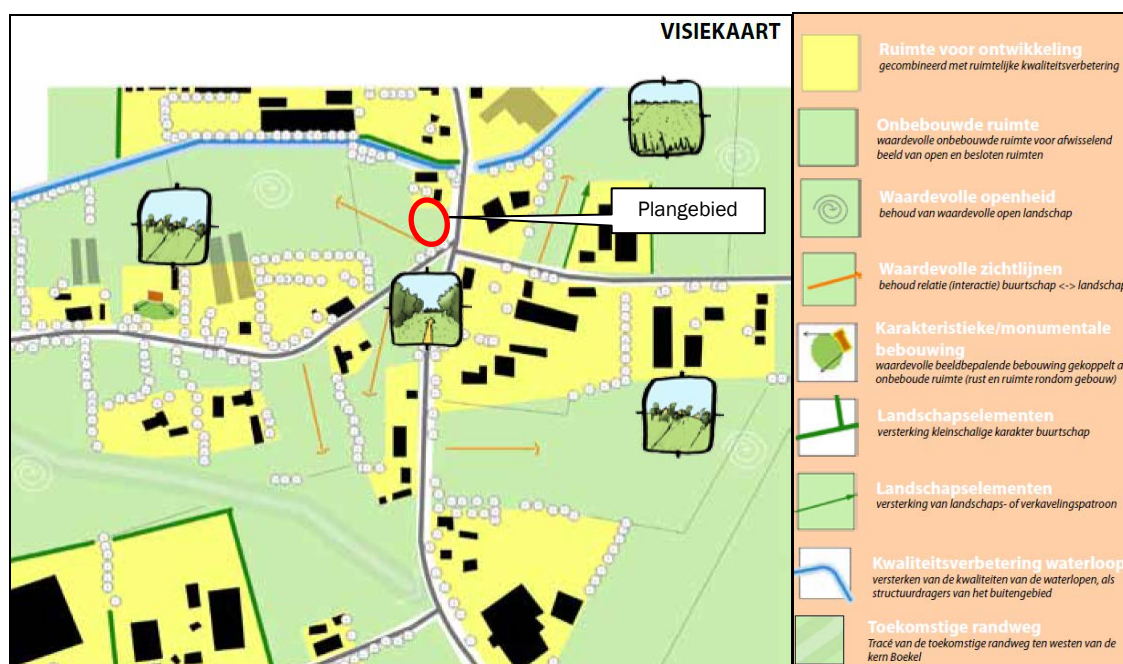 VISIEKAART
Plangebied
Ruimte voor ontwikkeling
gecombineerd met ruimtelijke kwaliteitsverbetering
Onbebouwde ruimte
waardevolle onbebouwde ruimte voor afwisselend
beeld van open en besloten ruimten
Waardevolle openheid
behoud van waardevolle open landschap
Waardevolle zichtlijnen
behoud relatie (interactie) buurtschap <-> landschap
Karakteristieke/monumentale
bebouwing
waardevolle beeldbepalende bebouwing gekoppelt a
onbeboude ruimte (rust en ruimte rondom gebouw)
Landschapselementen
versterking kleinschalige karakter buurtschap
Landschapselementen
versterking van landschaps- of verkavelingspatroon
Kwaliteitsverbetering waterloop
versterken van de kwaliteiten van de waterlopen, als
structuurdragers van het buitengebied
Toekomstige randweg
Tracé van de toekomstige randweg ten westen van de
kern Boekel